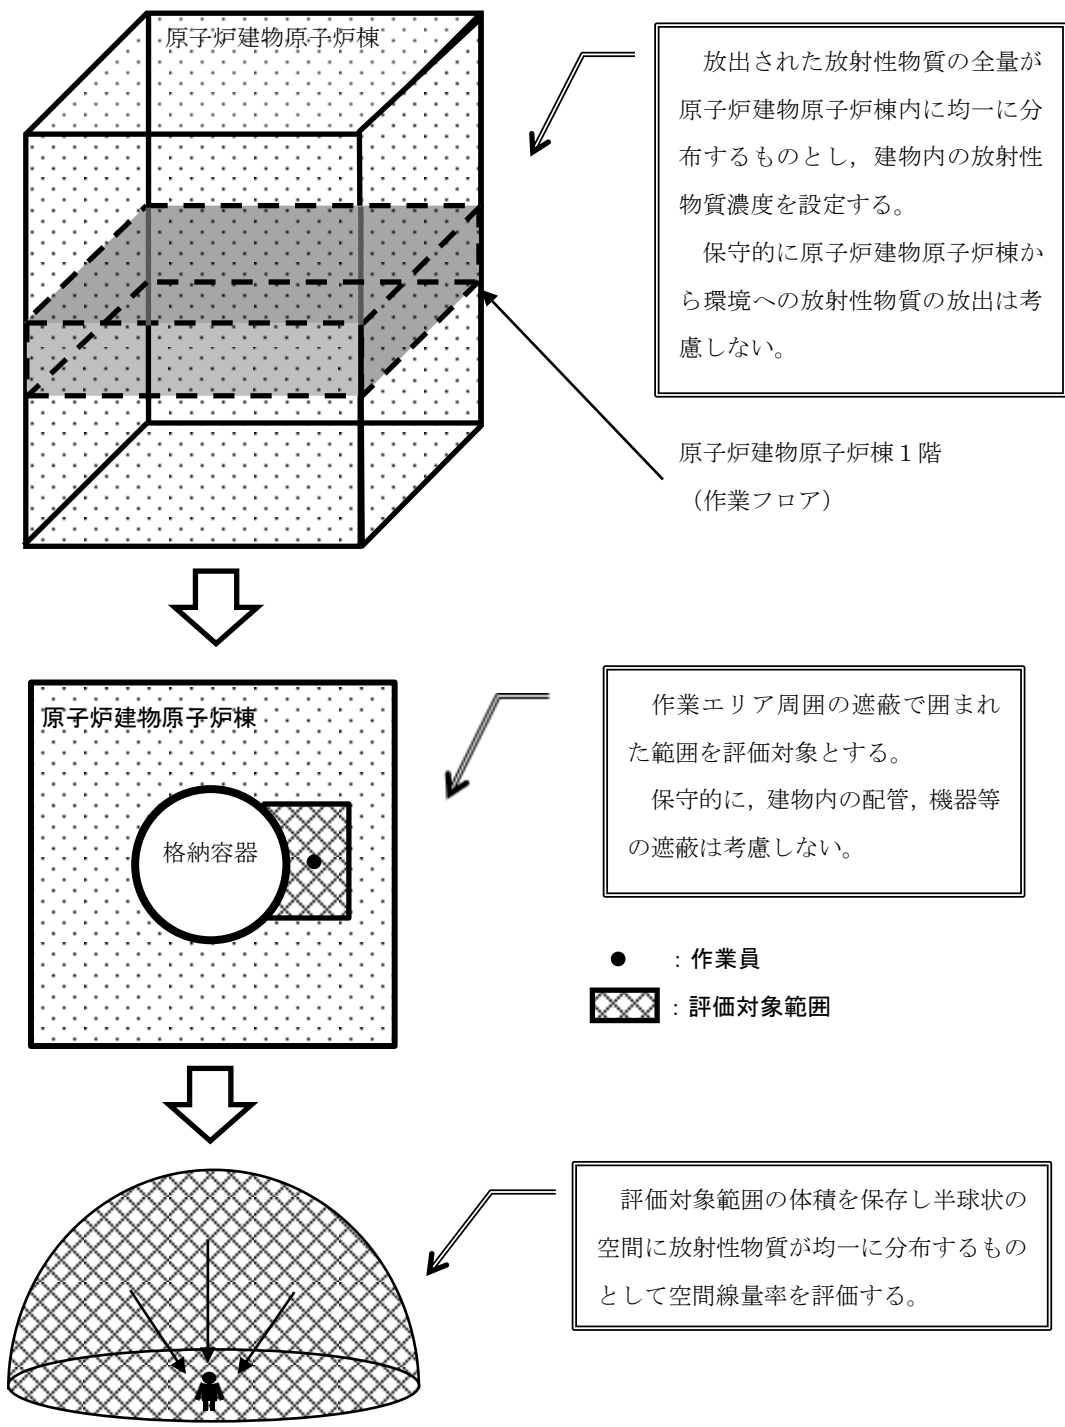 原子炉建物原子炉棟
放出された放射性物質の全量が
原子炉建物原子炉棟内に均一に分
布するものとし，建物内の放射性
物質濃度を設定する。
保守的に原子炉建物原子炉棟か
ら環境への放射性物質の放出は考
慮しない。
原子炉建物原子炉棟１階
（作業フロア）
原子炉建物原子炉棟
格納容器
作業エリア周囲の遮蔽で囲まれ
た範囲を評価対象とする。
保守的に，建物内の配管，機器等
の遮蔽は考慮しない。
：作業員
：評価対象範囲
評価対象範囲の体積を保存し半球状の
空間に放射性物質が均一に分布するもの
として空間線量率を評価する。